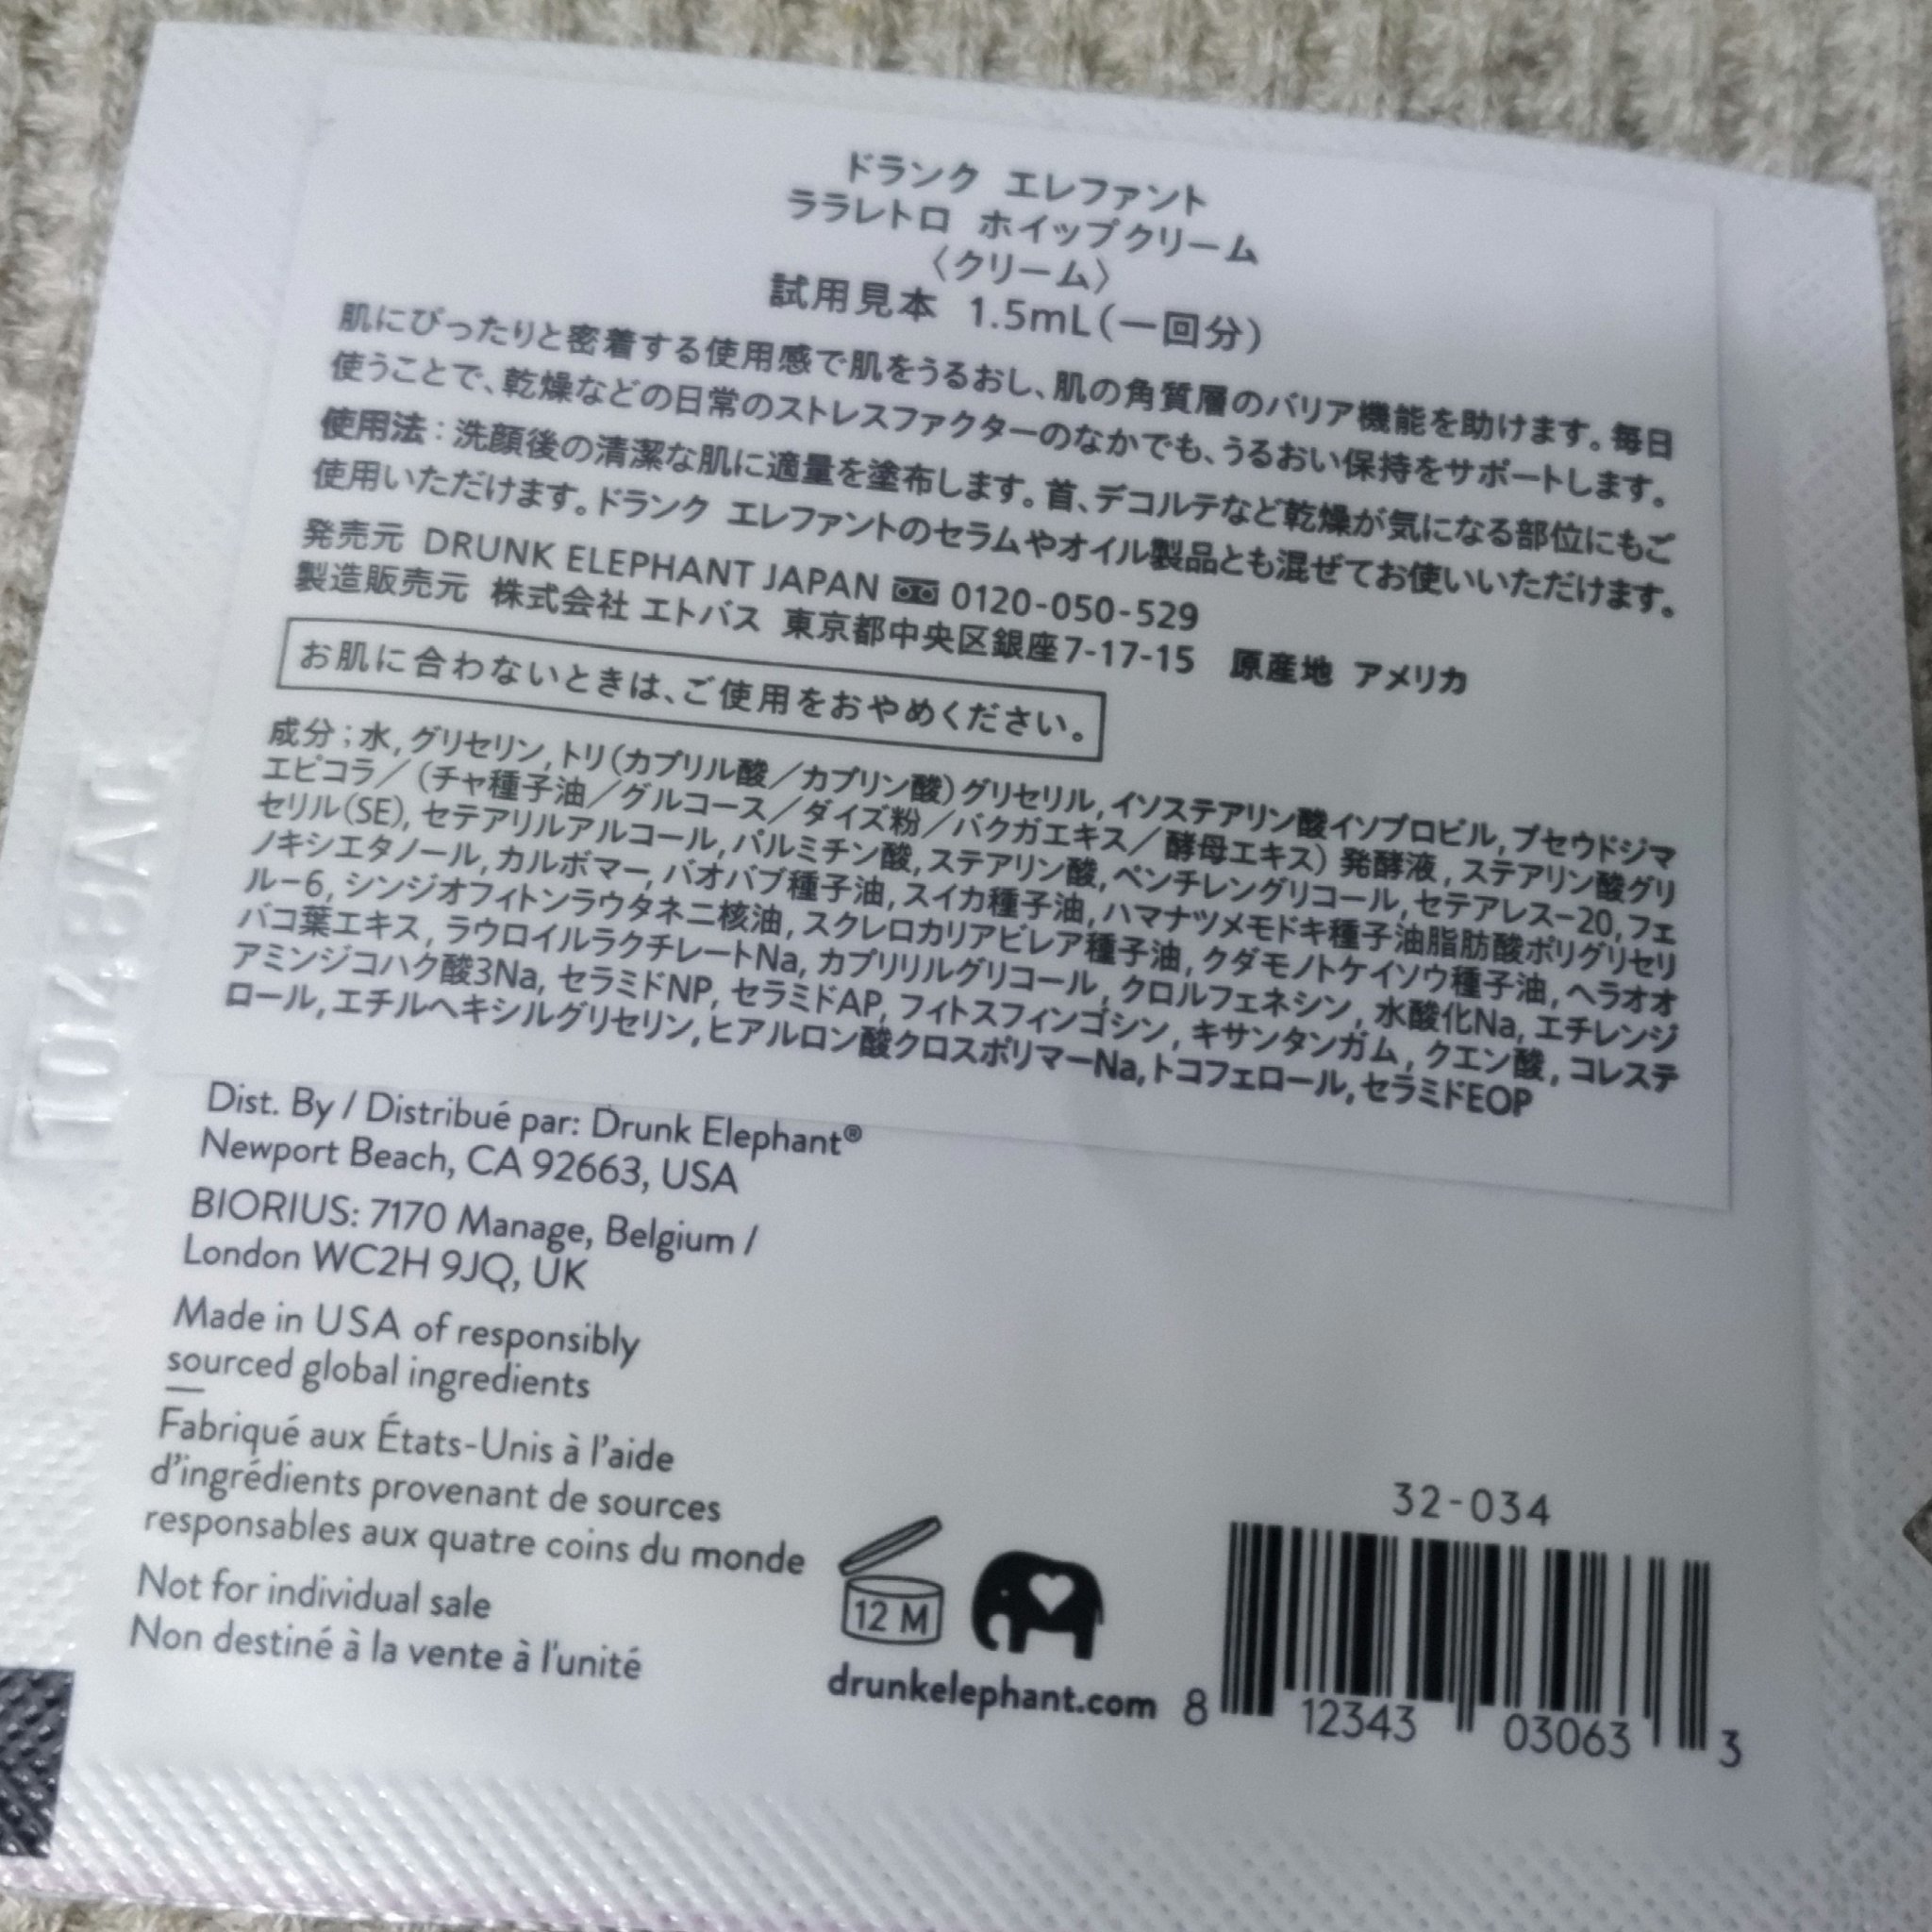 ドランク エレファント
ララレトロ ホイップクリーム
〈クリーム〉
試用見本 1.5mL(一回分)
肌にぴったりと密着する使用感で肌をうるおし、肌の角質層のバリア機能を助けます。毎日
使うことで、乾燥などの日常のストレスファクターのなかでも、うるおい保持をサポートします。
使用法：洗顔後の清潔な肌に適量を塗布します。首、デコルテなど乾燥が気になる部位にもご
使用いただけます。ドランク エレファントのセラムやオイル製品とも混ぜてお使いいただけます。
発売元 DRUNK ELEPHANT JAPAN 0120-050-529
製造販売元 株式会社 エトバス 東京都中央区銀座7-17-15 原産地 アメリカ
お肌に合わないときは、ご使用をおやめください。
成分；水, グリセリン, トリ(カプリル酸／カプリン酸)グリセリル, イソステアリン酸イソプロピル, プセウドジマ
エピコラ／(チャ種子油／グルコース／ダイズ粉／バクガエキス／酵母エキス)発酵液, ステアリン酸グリ
セリル(SE), セテアリルアルコール, パルミチン酸, ステアリン酸, ペンチレングリコール, セテアレス-20, フェ
ノキシエタノール, カルボマー, バオバブ種子油, スイカ種子油, ハマナツメモドキ種子油脂肪酸ポリグリセリ
ル-6, シンジオフィトンラウタネニ核油, スクレロカリアビレア種子油, クダモノトケイソウ種子油, ヘラオオ
バコ葉エキス, ラウロイルラクチレートNa, カプリリルグリコール, クロルフェネシン, 水酸化Na, エチレンジ
アミンジコハク酸3Na, セラミドNP, セラミドAP, フィトスフィンゴシン, キサンタンガム, クエン酸, コレステ
ロール, エチルヘキシルグリセリン, ヒアルロン酸クロスポリマーNa, トコフェロール, セラミドEOP
Dist. By / Distribué par: Drunk Elephant®
Newport Beach, CA 92663, USA
BIORIUS: 7170 Manage, Belgium /
London WC2H 9JQ, UK
Made in USA of responsibly
sourced global ingredients
—
Fabriqué aux États-Unis à l'aide
d'ingrédients provenant de sources
responsables aux quatre coins du monde
Not for individual sale
Non destiné à la vente à l'unité
12 M
drunkelephant.com
32-034
8 12343 03063 3